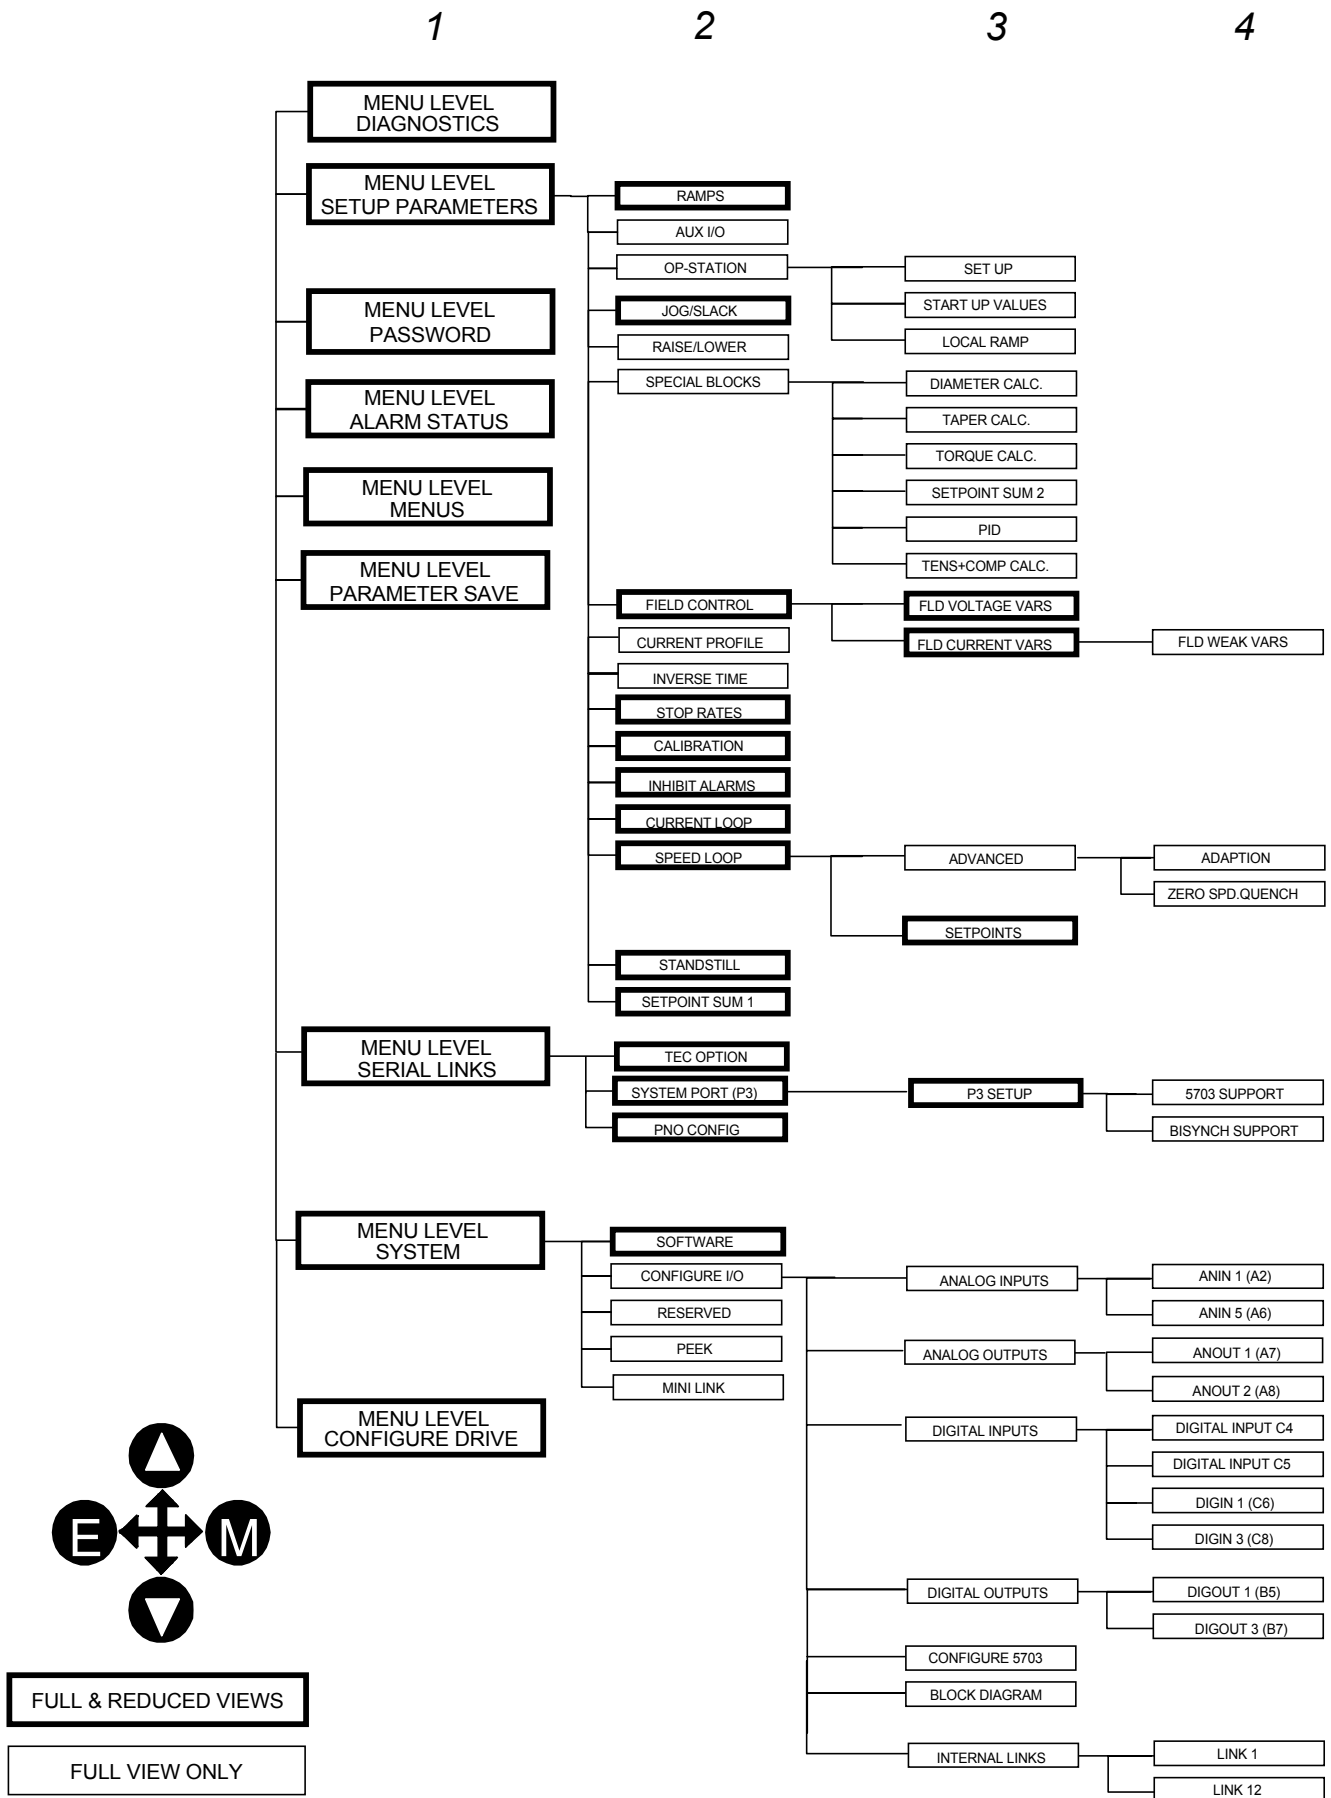 1
2
3
4
MENU LEVEL
DIAGNOSTICS
MENU LEVEL
SETUP PARAMETERS
RAMPS
AUX I/O
OP-STATION
SET UP
START UP VALUES
LOCAL RAMP
JOG/SLACK
RAISE/LOWER
SPECIAL BLOCKS
DIAMETER CALC.
TAPER CALC.
TORQUE CALC.
SETPOINT SUM 2
PID
TENS+COMP CALC.
FIELD CONTROL
FLD VOLTAGE VARS
FLD CURRENT VARS
FLD WEAK VARS
CURRENT PROFILE
INVERSE TIME
STOP RATES
CALIBRATION
INHIBIT ALARMS
CURRENT LOOP
SPEED LOOP
ADVANCED
ADAPTION
ZERO SPD.QUENCH
SETPOINTS
STANDSTILL
SETPOINT SUM 1
MENU LEVEL
PASSWORD
MENU LEVEL
ALARM STATUS
MENU LEVEL
MENUS
MENU LEVEL
PARAMETER SAVE
MENU LEVEL
SERIAL LINKS
TEC OPTION
SYSTEM PORT (P3)
P3 SETUP
5703 SUPPORT
BISYNCH SUPPORT
PNO CONFIG
MENU LEVEL
SYSTEM
SOFTWARE
CONFIGURE I/O
ANALOG INPUTS
ANIN 1 (A2)
ANIN 5 (A6)
ANALOG OUTPUTS
ANOUT 1 (A7)
ANOUT 2 (A8)
DIGITAL INPUTS
DIGITAL INPUT C4
DIGITAL INPUT C5
DIGIN 1 (C6)
DIGIN 3 (C8)
DIGITAL OUTPUTS
DIGOUT 1 (B5)
DIGOUT 3 (B7)
CONFIGURE 5703
BLOCK DIAGRAM
INTERNAL LINKS
LINK 1
LINK 12
RESERVED
PEEK
MINI LINK
MENU LEVEL
CONFIGURE DRIVE
E
M
FULL & REDUCED VIEWS
FULL VIEW ONLY